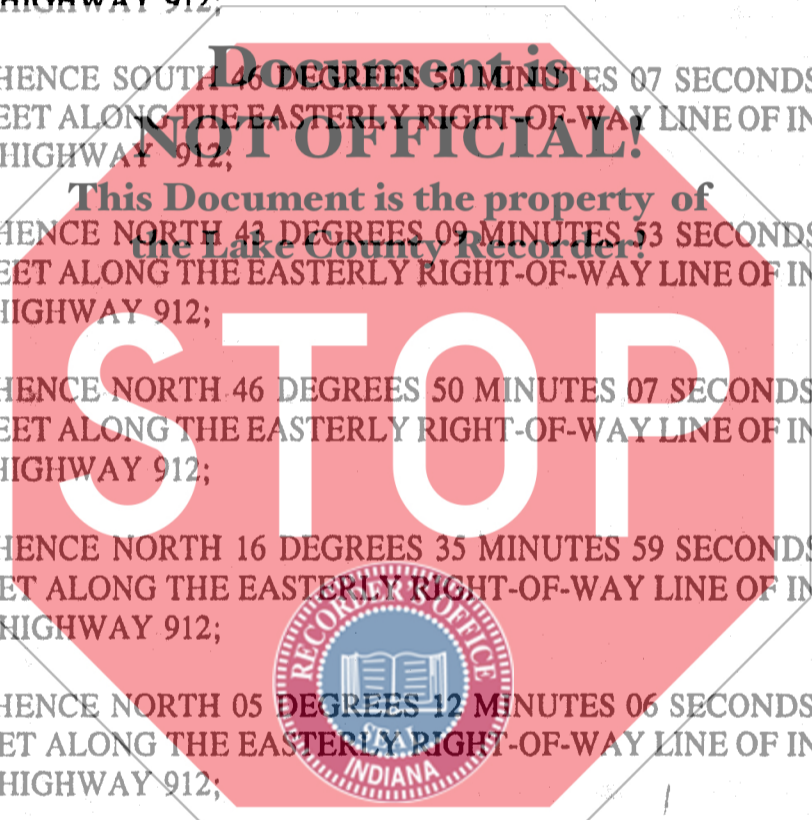 HIGHWAY 912;
Document is
HENCE SOUTH 46 DEGREES 50 MINUTES 07 SECONDS
EET ALONG THE EASTERLY RIGHT-OF-WAY LINE OF IN
NOT OFFICIAL!
HIGHWAY 912;
This Document is the property of
HENCE NORTH 41 DEGREES 09 MINUTES 53 SECONDS
the Lake County Recorder!
EET ALONG THE EASTERLY RIGHT-OF-WAY LINE OF IN
HIGHWAY 912;
STOP
HENCE NORTH 46 DEGREES 50 MINUTES 07 SECONDS
EET ALONG THE EASTERLY RIGHT-OF-WAY LINE OF IN
HIGHWAY 912;
HENCE NORTH 16 DEGREES 35 MINUTES 59 SECONDS
ET ALONG THE EASTERLY RIGHT-OF-WAY LINE OF IN
HIGHWAY 912;
RECORDER'S OFFICE
HENCE NORTH 05 DEGREES 12 MINUTES 06 SECONDS
SEAL
ET ALONG THE EASTERLY RIGHT-OF-WAY LINE OF IN
INDIANA
HIGHWAY 912;